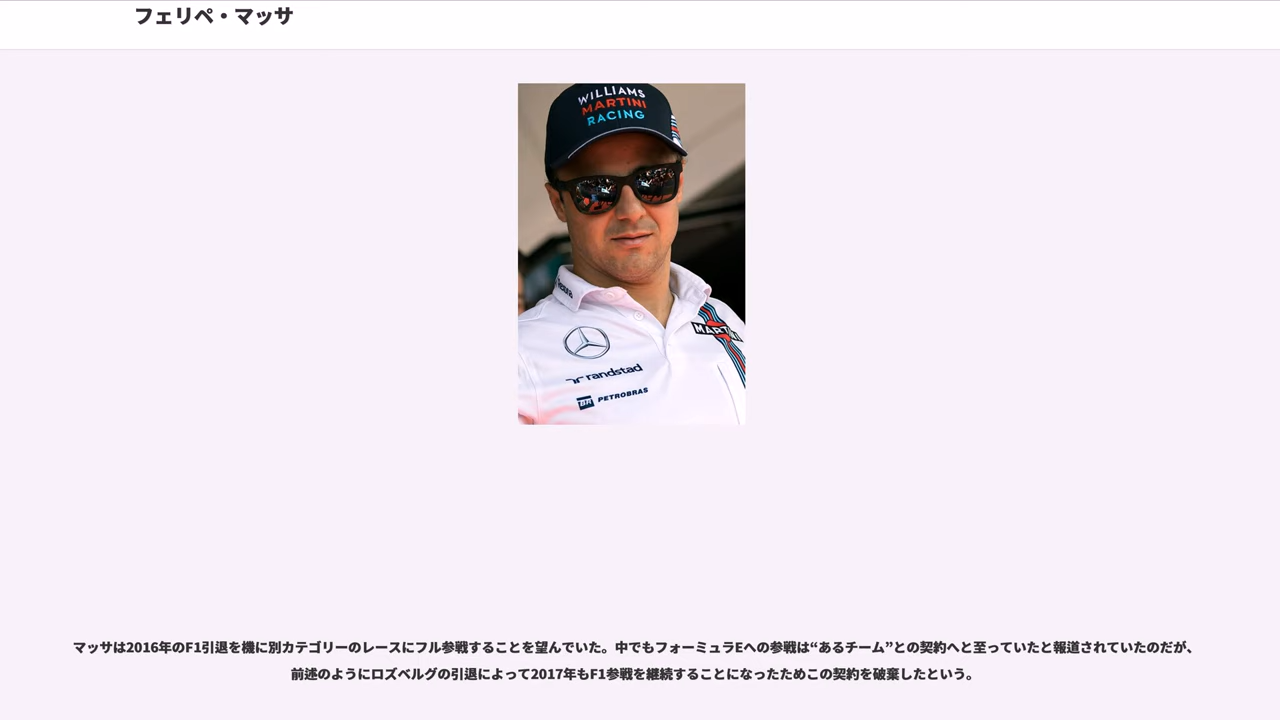 フェリペ・マッサ
WILLIAMS
MARTINI
RACING
MARTINI
randstad
BR PETROBRAS
マッサは2016年のF1引退を機に別カテゴリーのレースにフル参戦することを望んでいた。中でもフォーミュラEへの参戦は“あるチーム”との契約へと至っていたと報道されていたのだが、
前述のようにロズベルグの引退によって2017年もF1参戦を継続することになったためこの契約を破棄したという。